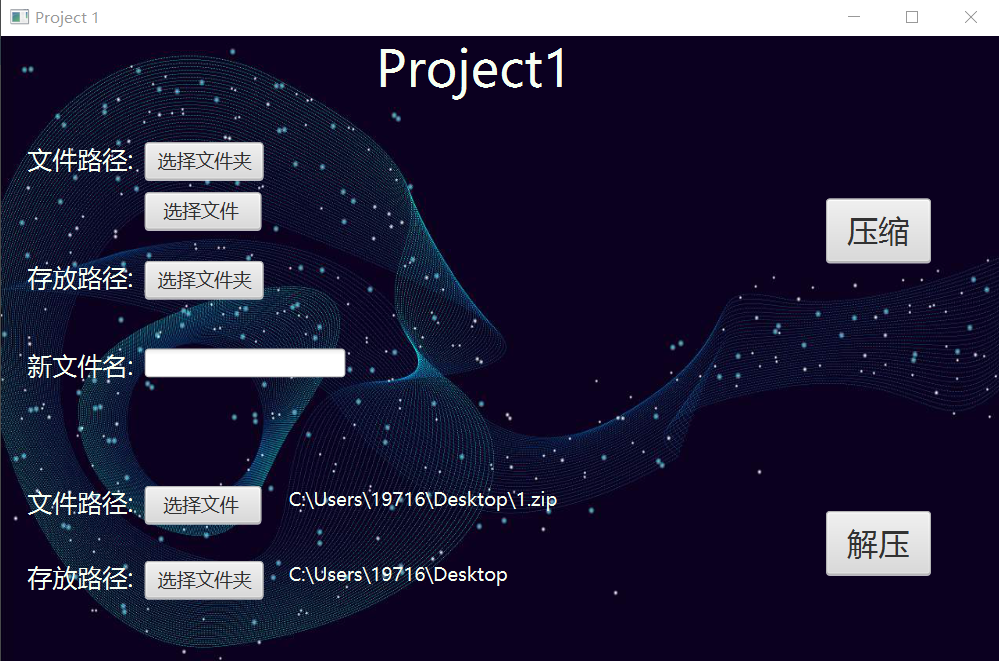 Project 1
Project1
文件路径: 选择文件夹
选择文件
压缩
存放路径: 选择文件夹
新文件名:
文件路径: 选择文件 C:\Users\19716\Desktop\1.zip
解压
存放路径: 选择文件夹 C:\Users\19716\Desktop